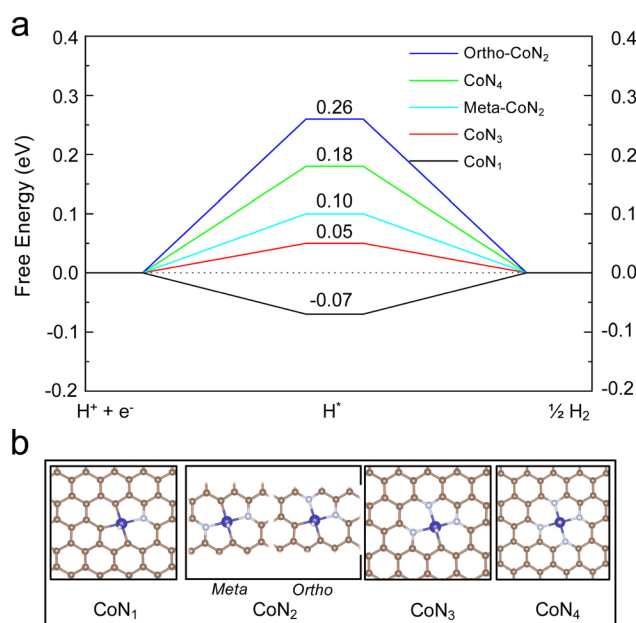 a
0.4
0.3
0.2
0.1
0.0
-0.1
-0.2
Free Energy (eV)
Ortho-CoN₂
CoN₄
Meta-CoN₂
CoN₃
CoN₁
0.26
0.18
0.10
0.05
-0.07
0.4
0.3
0.2
0.1
0.0
-0.1
-0.2
H⁺ + e⁻ H* ½ H₂
b
Meta Ortho
CoN₁ CoN₂ CoN₃ CoN₄